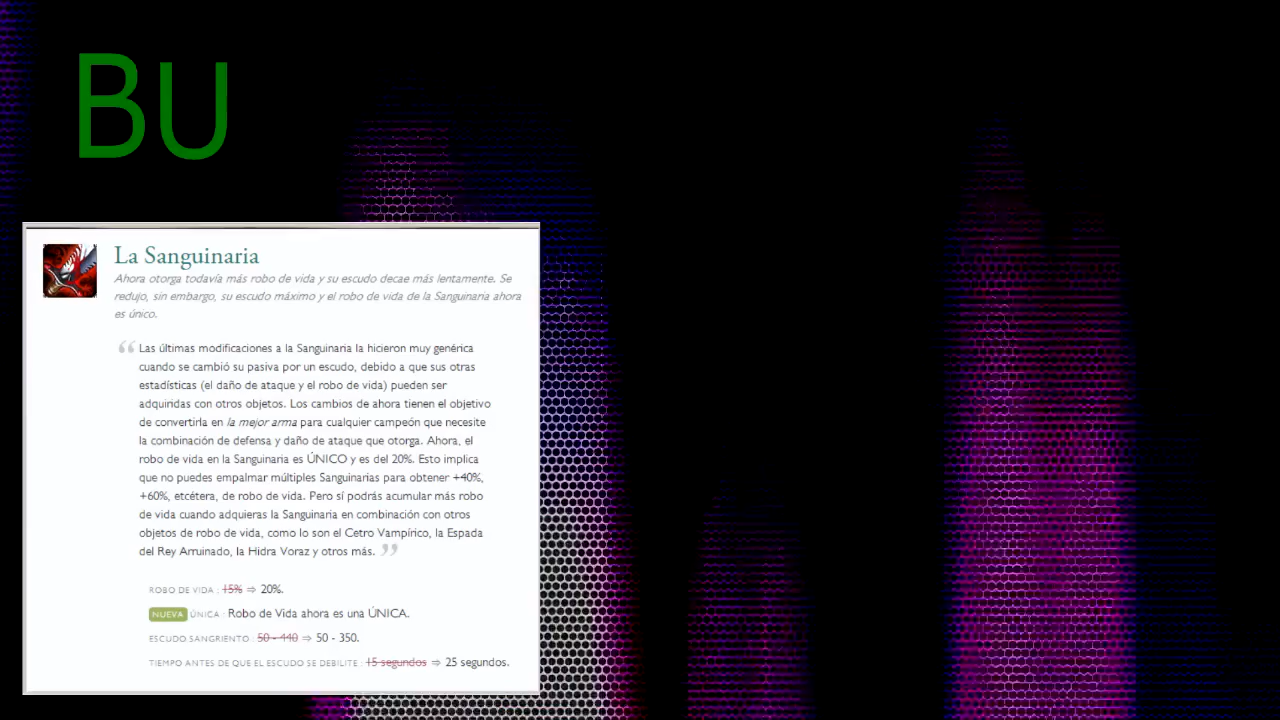 BU
La Sanguinaria
Ahora otorga todavía más robo de vida y su escudo decae más lentamente. Se
redujo, sin embargo, su escudo máximo y el robo de vida de la Sanguinaria ahora
es único.
“ Las últimas modificaciones a la Sanguinaria la hicieron muy genérica
cuando se cambió su pasiva por un escudo, debido a que sus otras
estadísticas (el daño de ataque y el robo de vida) pueden ser
adquiridas con otros objetos. Los cambios de ahora tienen el objetivo
de convertirla en la mejor arma para cualquier campeón que necesite
la combinación de defensa y daño de ataque que otorga. Ahora, el
robo de vida en la Sanguinaria es ÚNICO y es del 20%. Esto implica
que no puedes empalmar múltiples Sanguinarias para obtener +40%,
+60%, etcétera, de robo de vida. Pero sí podrás acumular más robo
de vida cuando adquieras la Sanguinaria en combinación con otros
objetos de robo de vida, como lo son el Cetro Vampírico, la Espada
del Rey Arruinado, la Hidra Voraz y otros más. ”
ROBO DE VIDA : 15% ⇒ 20%.
NUEVA ÚNICA : Robo de Vida ahora es una ÚNICA.
ESCUDO SANGRIENTO : 50 - 440 ⇒ 50 - 350.
TIEMPO ANTES DE QUE EL ESCUDO SE DEBILITE : 15 segundos ⇒ 25 segundos.